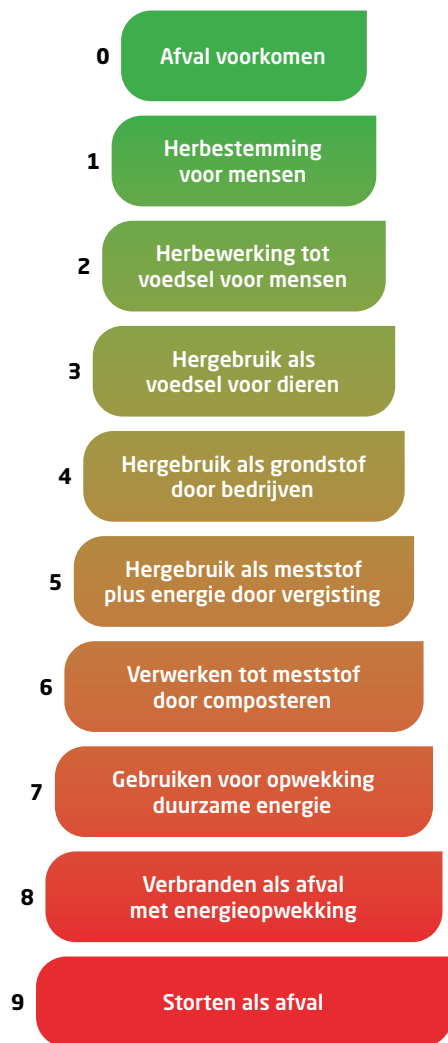 0
Afval voorkomen
1
Herbestemming
voor mensen
2
Herbewerking tot
voedsel voor mensen
3
Hergebruik als
voedsel voor dieren
4
Hergebruik als grondstof
door bedrijven
5
Hergebruik als meststof
plus energie door vergisting
6
Verwerken tot meststof
door composteren
7
Gebruiken voor opwekking
duurzame energie
8
Verbranden als afval
met energieopwekking
9
Storten als afval